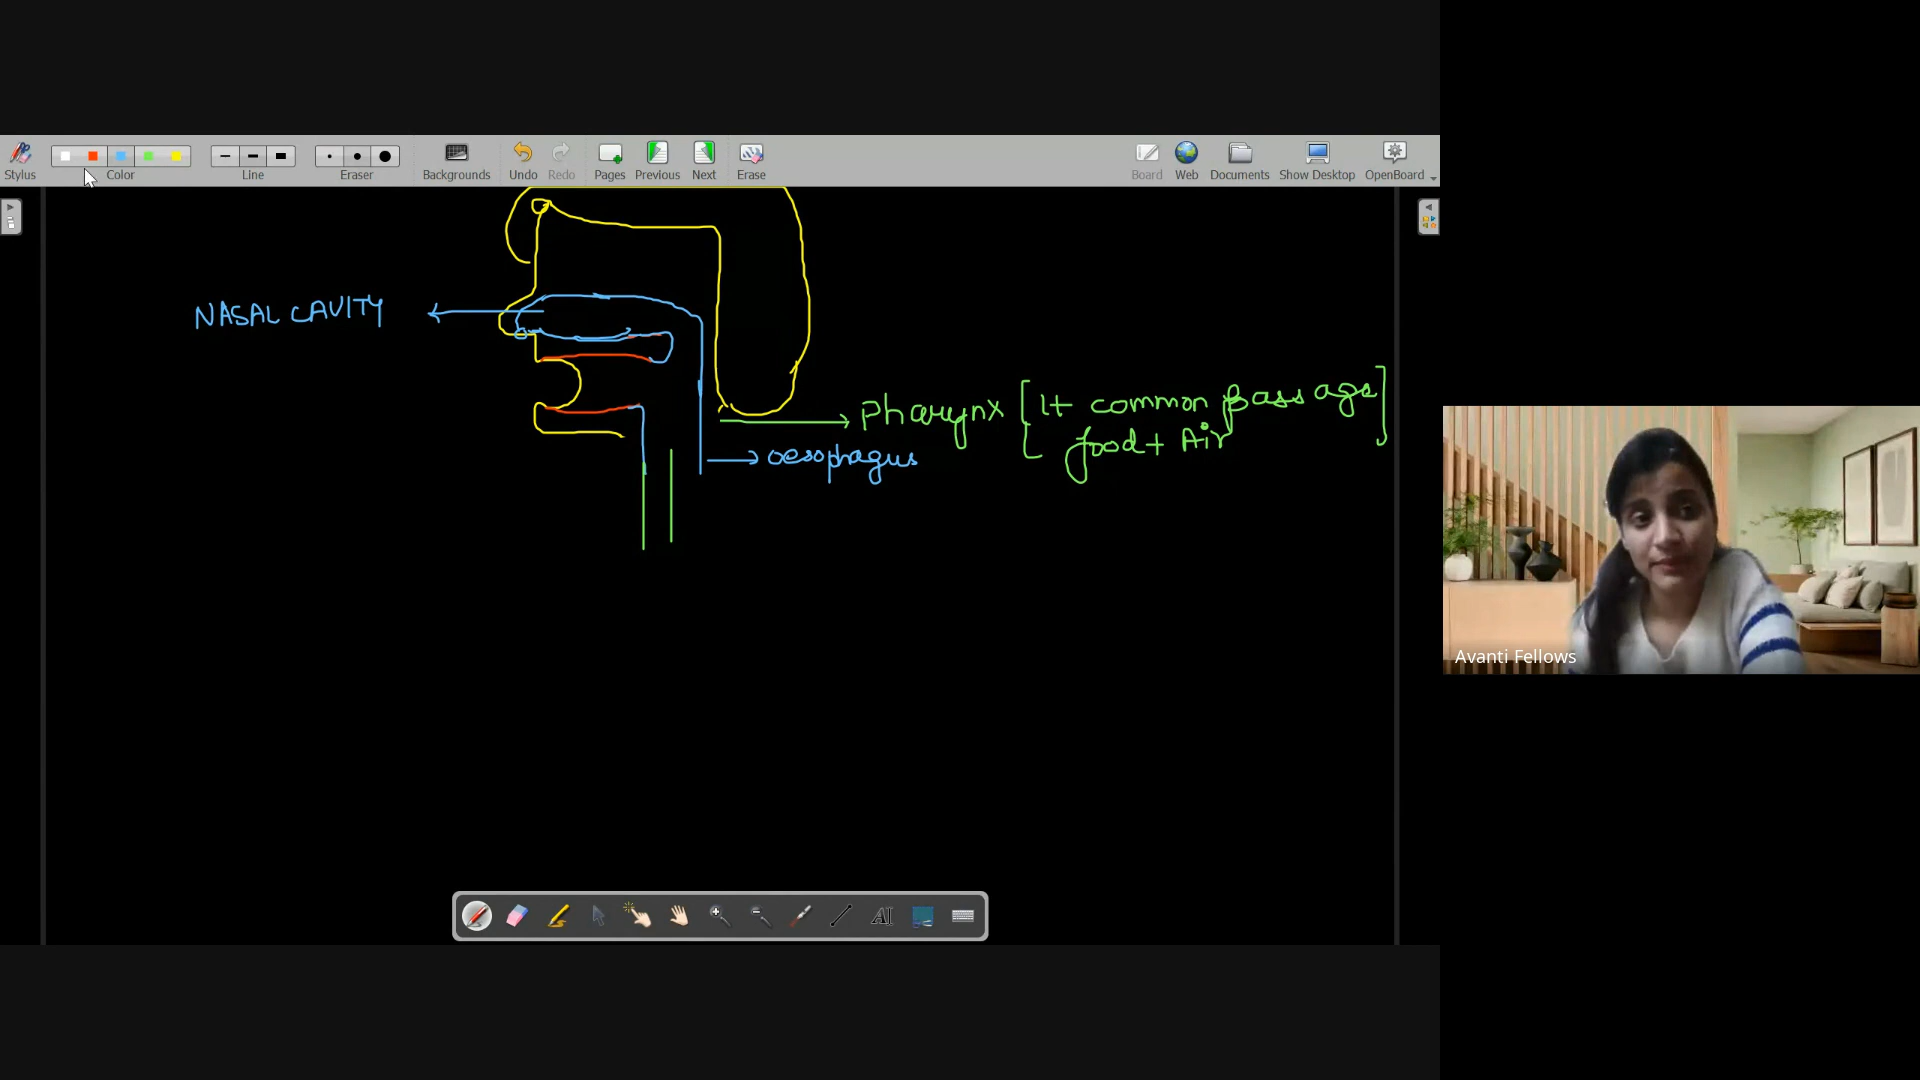 Stylus Color Line Eraser Backgrounds Undo Redo Pages Previous Next Erase Board Web Documents Show Desktop OpenBoard
NASAL CAVITY
Pharynx [It common passage
food + Air]
oesophagus
AI
Avanti Fellows